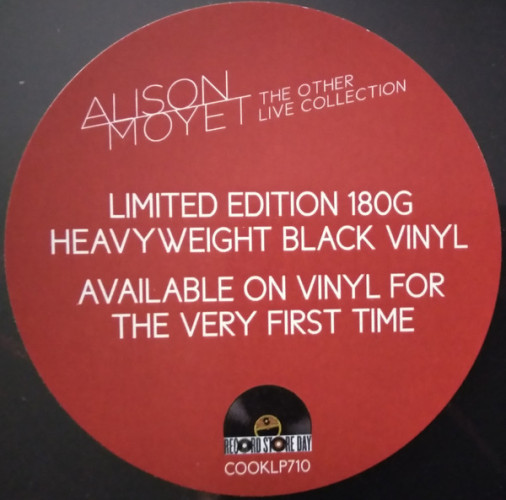 ALISON
MOYET
THE OTHER
LIVE COLLECTION
LIMITED EDITION 180G
HEAVYWEIGHT BLACK VINYL
AVAILABLE ON VINYL FOR
THE VERY FIRST TIME
RECORD STORE DAY
COOKLP710